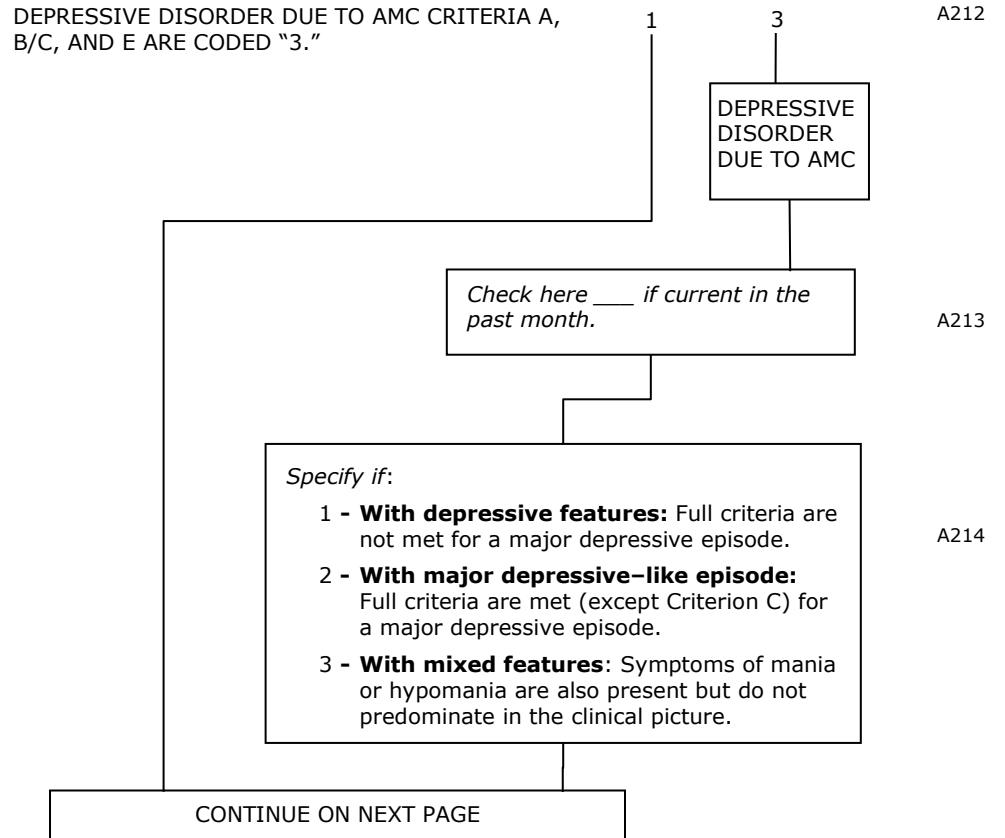 DEPRESSIVE DISORDER DUE TO AMC CRITERIA A, 1 3 A212
B/C, AND E ARE CODED “3.”
DEPRESSIVE
DISORDER
DUE TO AMC
Check here ___ if current in the
past month. A213
Specify if:
1 - With depressive features: Full criteria are
not met for a major depressive episode. A214
2 - With major depressive–like episode:
Full criteria are met (except Criterion C) for
a major depressive episode.
3 - With mixed features: Symptoms of mania
or hypomania are also present but do not
predominate in the clinical picture.
CONTINUE ON NEXT PAGE